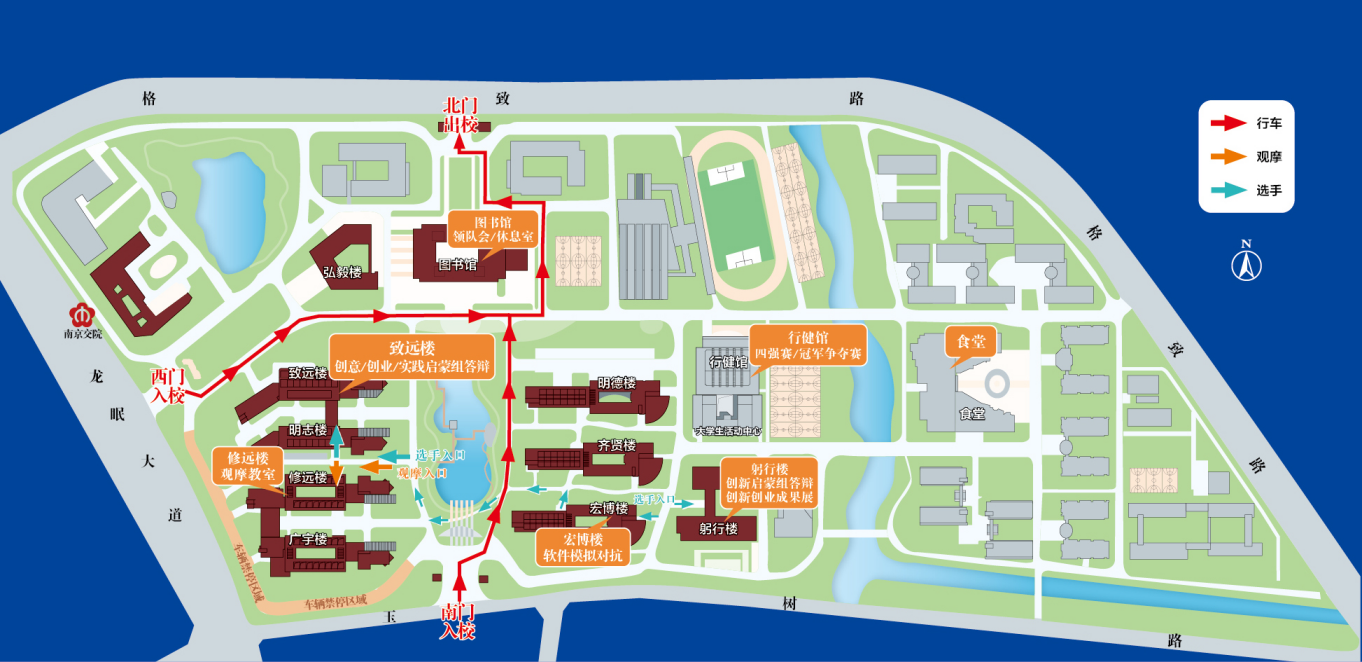 格
致
路
北门
出校
行车
观摩
选手
N
图书馆
领队会/休息室
图书馆
弘毅楼
格
致
路
南京交院
龙
眠
大
道
西门
入校
致远楼
创意/创业/实践启蒙组答辩
致远楼
行健馆
四强赛/冠军争夺赛
行健馆
食堂
食堂
明德楼
大学生活动中心
明志楼
齐贤楼
选手入口
观摩入口
修远楼
观摩教室
修远楼
躬行楼
创新启蒙组答辩
创新创业成果展
选手入口
宏博楼
躬行楼
广宇楼
宏博楼
软件模拟对抗
车辆禁停区域
车辆禁停区域
南门
入校
玉
树
路